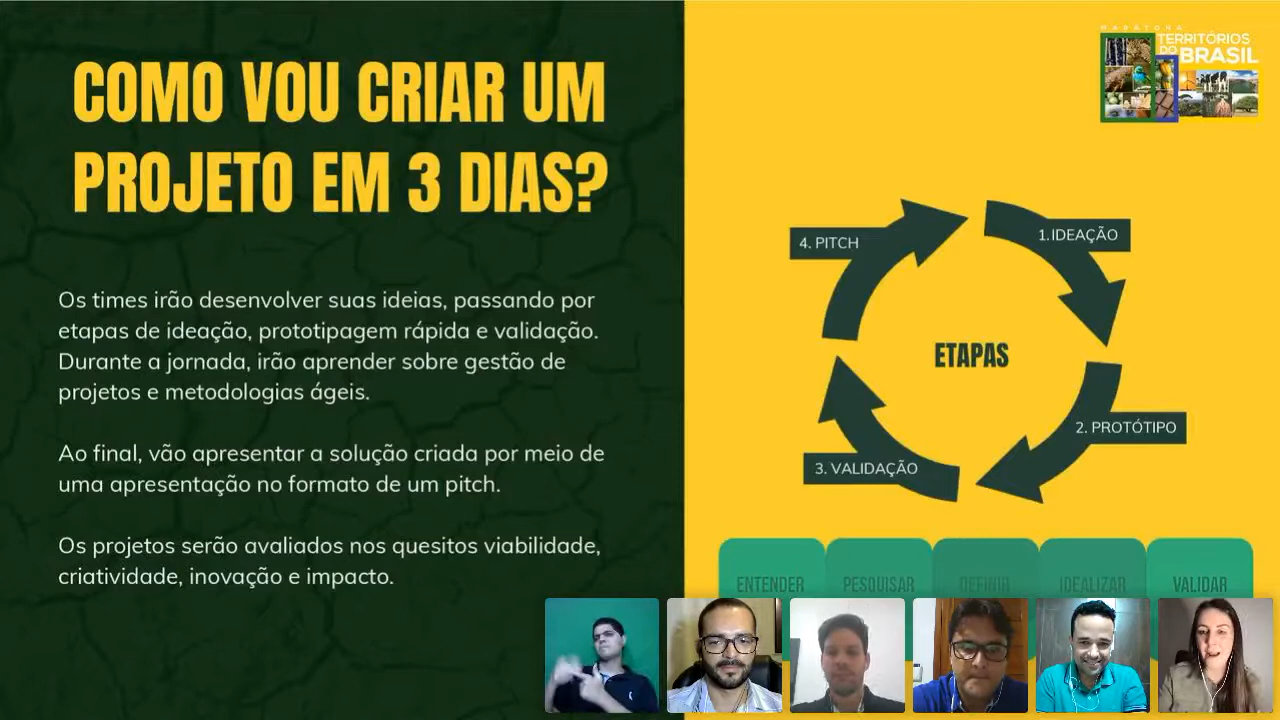 COMO VOU CRIAR UM
PROJETO EM 3 DIAS?
Os times irão desenvolver suas ideias, passando por
etapas de ideação, prototipagem rápida e validação.
Durante a jornada, irão aprender sobre gestão de
projetos e metodologias ágeis.
Ao final, vão apresentar a solução criada por meio de
uma apresentação no formato de um pitch.
Os projetos serão avaliados nos quesitos viabilidade,
criatividade, inovação e impacto.
MARATONA
TERRITÓRIOS
DO BRASIL
4. PITCH
1.IDEAÇÃO
ETAPAS
2. PROTÓTIPO
3. VALIDAÇÃO
ENTENDER
PESQUISAR
DEFINIR
IDEALIZAR
VALIDAR